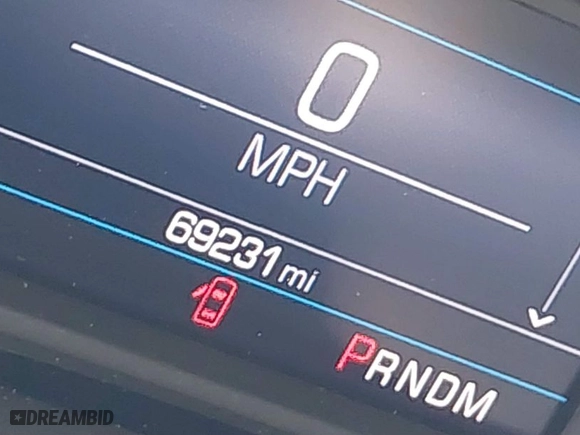 0
MPH
69231 mi
PRNDM
DREAMBID